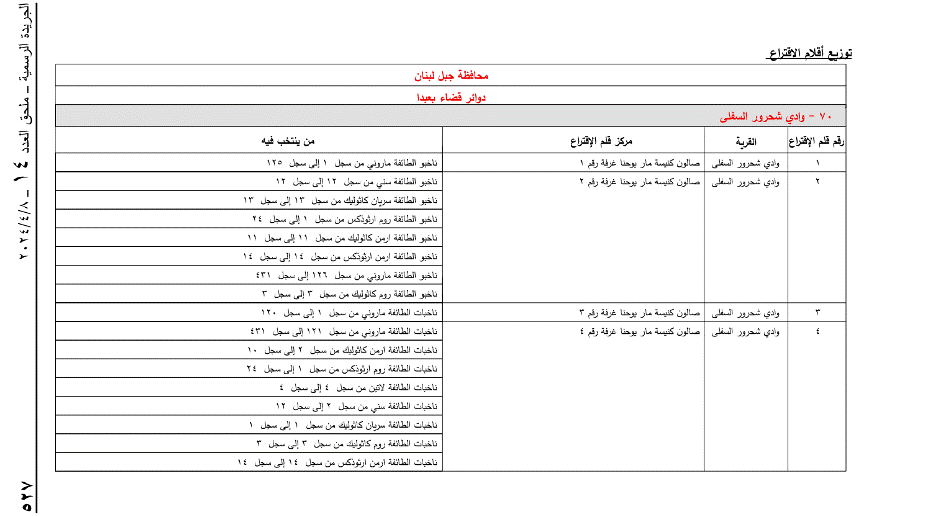 الجريدة الرسمية – ملحق العدد ١٤ – ٢٠٢٤/٤/٨
توزيع أقلام الاقتراع
محافظة جبل لبنان
دوائر قضاء بعبدا
٧٠ - وادي شحرور السفلى
رقم قلم الإقتراع القرية مركز قلم الإقتراع من ينتخب فيه
١ وادي شحرور السفلى صالون كنيسة مار يوحنا غرفة رقم ١ ناخبو الطائفة ماروني من سجل ١ إلى سجل ١٢٥
٢ وادي شحرور السفلى صالون كنيسة مار يوحنا غرفة رقم ٢ ناخبو الطائفة سني من سجل ١٢ إلى سجل ١٢
ناخبو الطائفة سريان كاثوليك من سجل ١٣ إلى سجل ١٣
ناخبو الطائفة روم ارثوذكس من سجل ١ إلى سجل ٢٤
ناخبو الطائفة ارمن كاثوليك من سجل ١١ إلى سجل ١١
ناخبو الطائفة ارمن ارثوذكس من سجل ١٤ إلى سجل ١٤
ناخبو الطائفة ماروني من سجل ١٢٦ إلى سجل ٤٣١
ناخبو الطائفة روم كاثوليك من سجل ٣ إلى سجل ٣
٣ وادي شحرور السفلى صالون كنيسة مار يوحنا غرفة رقم ٣ ناخبات الطائفة ماروني من سجل ١ إلى سجل ١٢٠
٤ وادي شحرور السفلى صالون كنيسة مار يوحنا غرفة رقم ٤ ناخبات الطائفة ماروني من سجل ١٢١ إلى سجل ٤٣١
ناخبات الطائفة ارمن كاثوليك من سجل ٢ إلى سجل ١٠
ناخبات الطائفة روم ارثوذكس من سجل ١ إلى سجل ٢٤
ناخبات الطائفة لاتين من سجل ٤ إلى سجل ٤
ناخبات الطائفة سني من سجل ٢ إلى سجل ١٢
ناخبات الطائفة سريان كاثوليك من سجل ١ إلى سجل ١
ناخبات الطائفة روم كاثوليك من سجل ٣ إلى سجل ٣
ناخبات الطائفة ارمن ارثوذكس من سجل ١٤ إلى سجل ١٤
٥٢٧